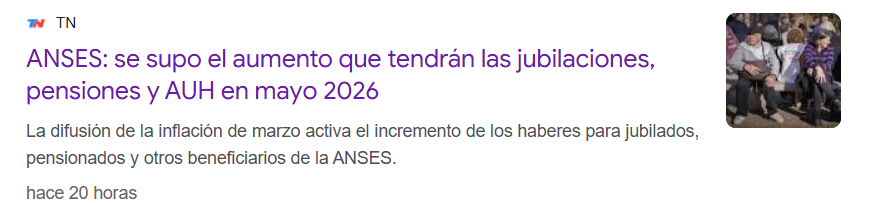 TN TN
ANSES: se supo el aumento que tendrán las jubilaciones,
pensiones y AUH en mayo 2026
La difusión de la inflación de marzo activa el incremento de los haberes para jubilados,
pensionados y otros beneficiarios de la ANSES.
hace 20 horas